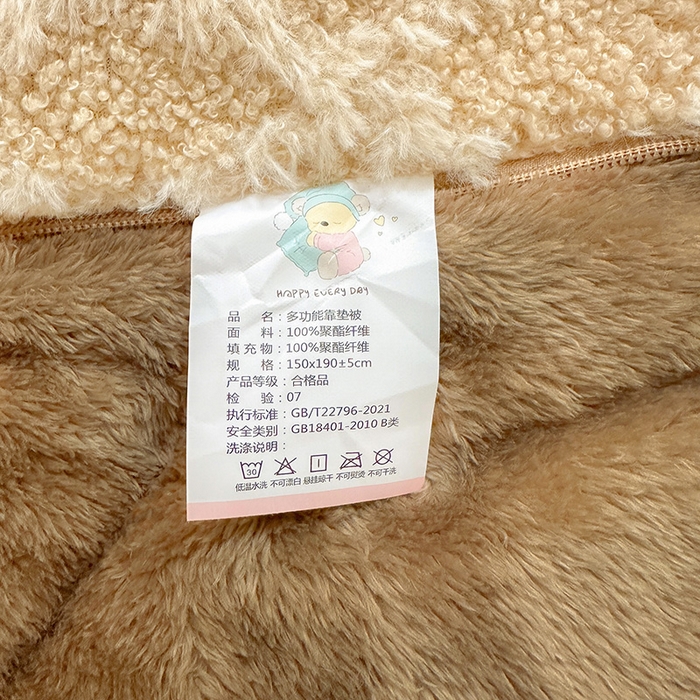 HAPPY EVERY DAY
品 名：多功能靠垫被
面 料：100%聚酯纤维
填 充 物：100%聚酯纤维
规 格：150x190±5cm
产品等级：合格品
检 验：07
执行标准：GB/T22796-2021
安全类别：GB18401-2010 B类
洗涤说明：
30
低温水洗 不可漂白 悬挂晾干 不可熨烫 不可干洗